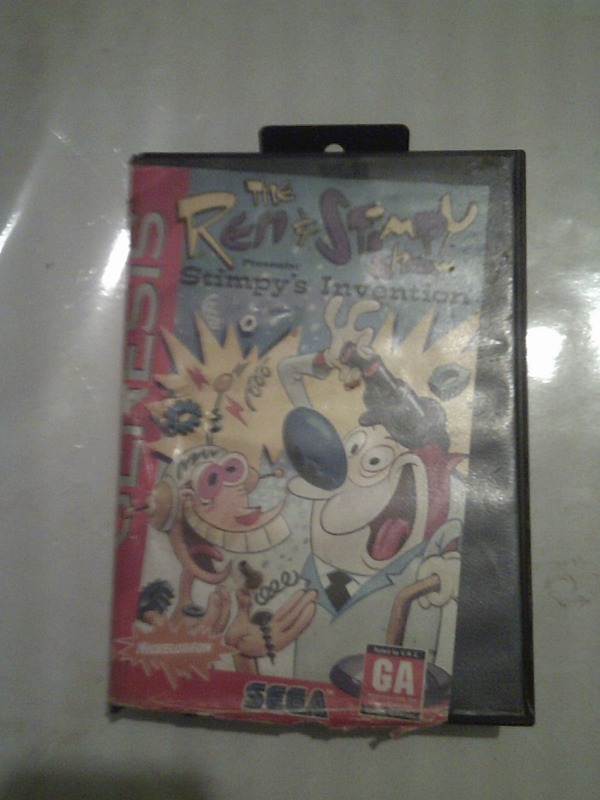 The
Ren & Stimpy
Show
Presents:
Stimpy's Invention
GENESIS
NICKELODEON
SEGA
GA